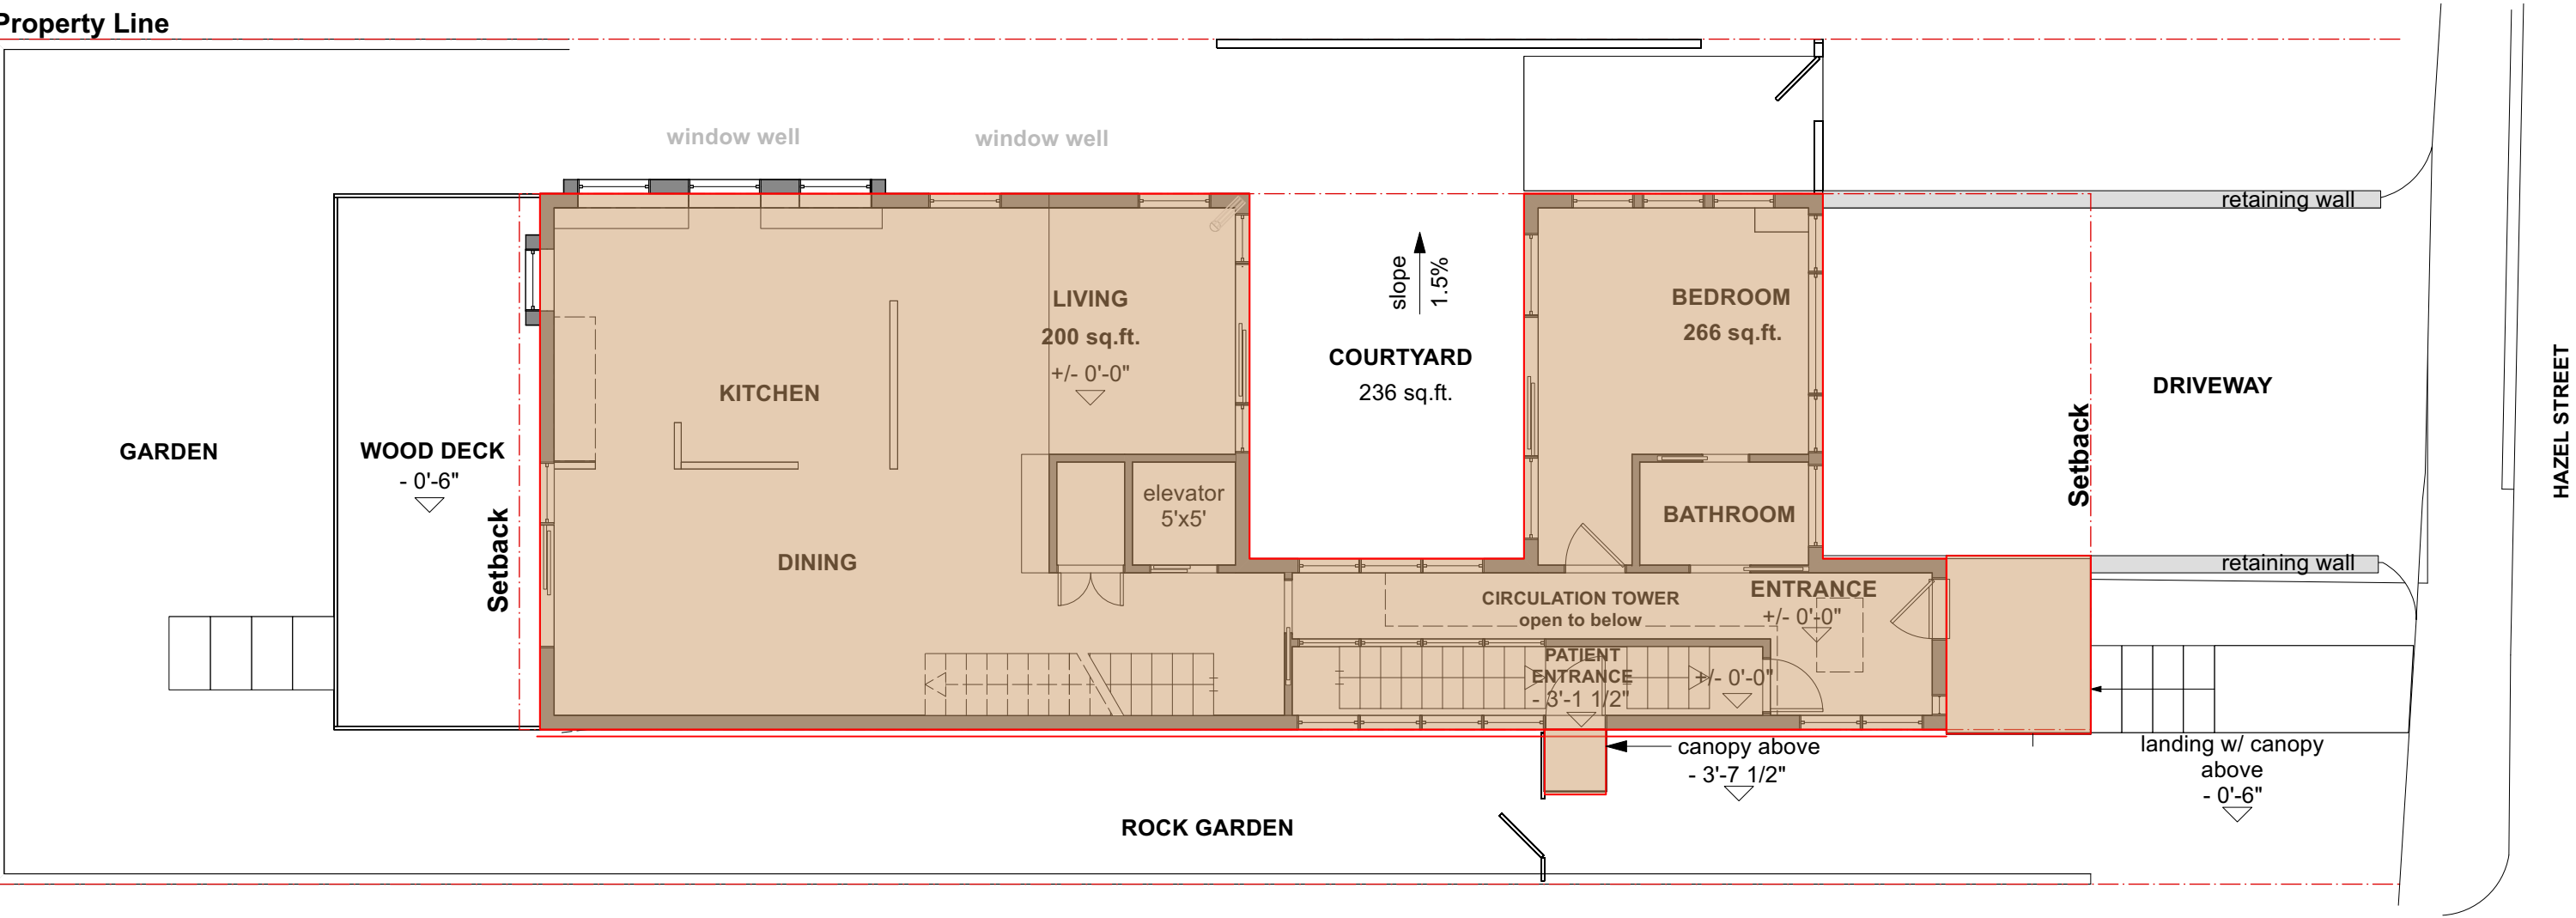 Property Line
window well
window well
retaining wall
LIVING
200 sq.ft.
+/- 0'-0"
slope
1.5%
BEDROOM
266 sq.ft.
COURTYARD
236 sq.ft.
KITCHEN
DRIVEWAY
HAZEL STREET
GARDEN
WOOD DECK
- 0'-6"
Setback
Setback
elevator
5'x5'
BATHROOM
DINING
retaining wall
CIRCULATION TOWER
open to below
ENTRANCE
+/- 0'-0"
PATIENT
ENTRANCE
- 3'-1 1/2"
+/- 0'-0"
canopy above
- 3'-7 1/2"
landing w/ canopy
above
- 0'-6"
ROCK GARDEN